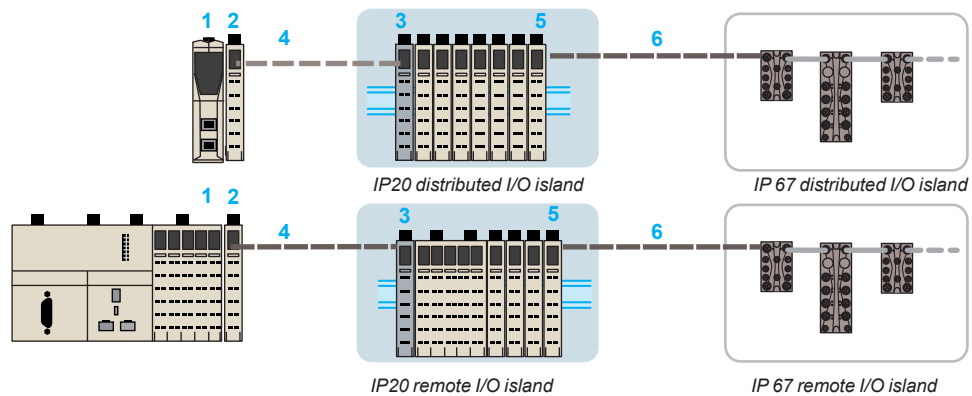 1 2 4 3 5 6
IP20 distributed I/O island
IP 67 distributed I/O island
1 2 4 3 5 6
IP20 remote I/O island
IP 67 remote I/O island